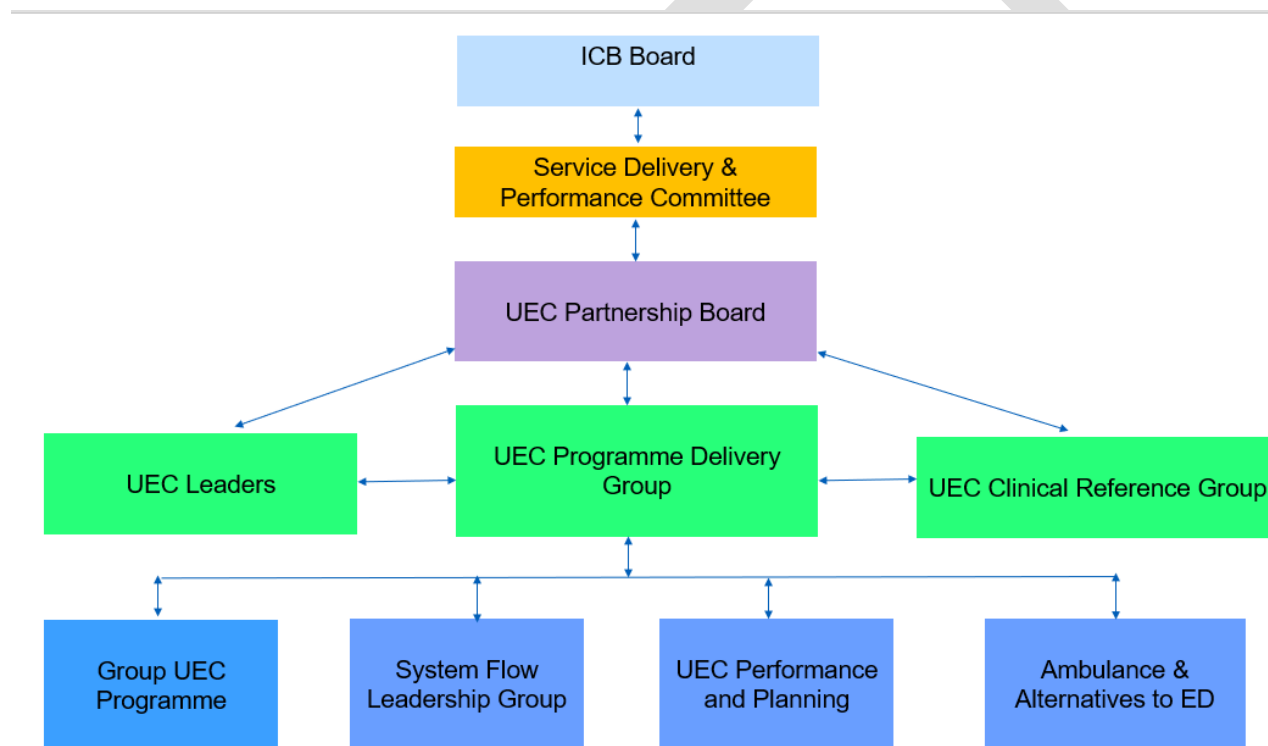 ICB Board
Service Delivery &
Performance Committee
UEC Partnership Board
UEC Leaders
UEC Programme Delivery
Group
UEC Clinical Reference Group
Group UEC
Programme
System Flow
Leadership Group
UEC Performance
and Planning
Ambulance &
Alternatives to ED